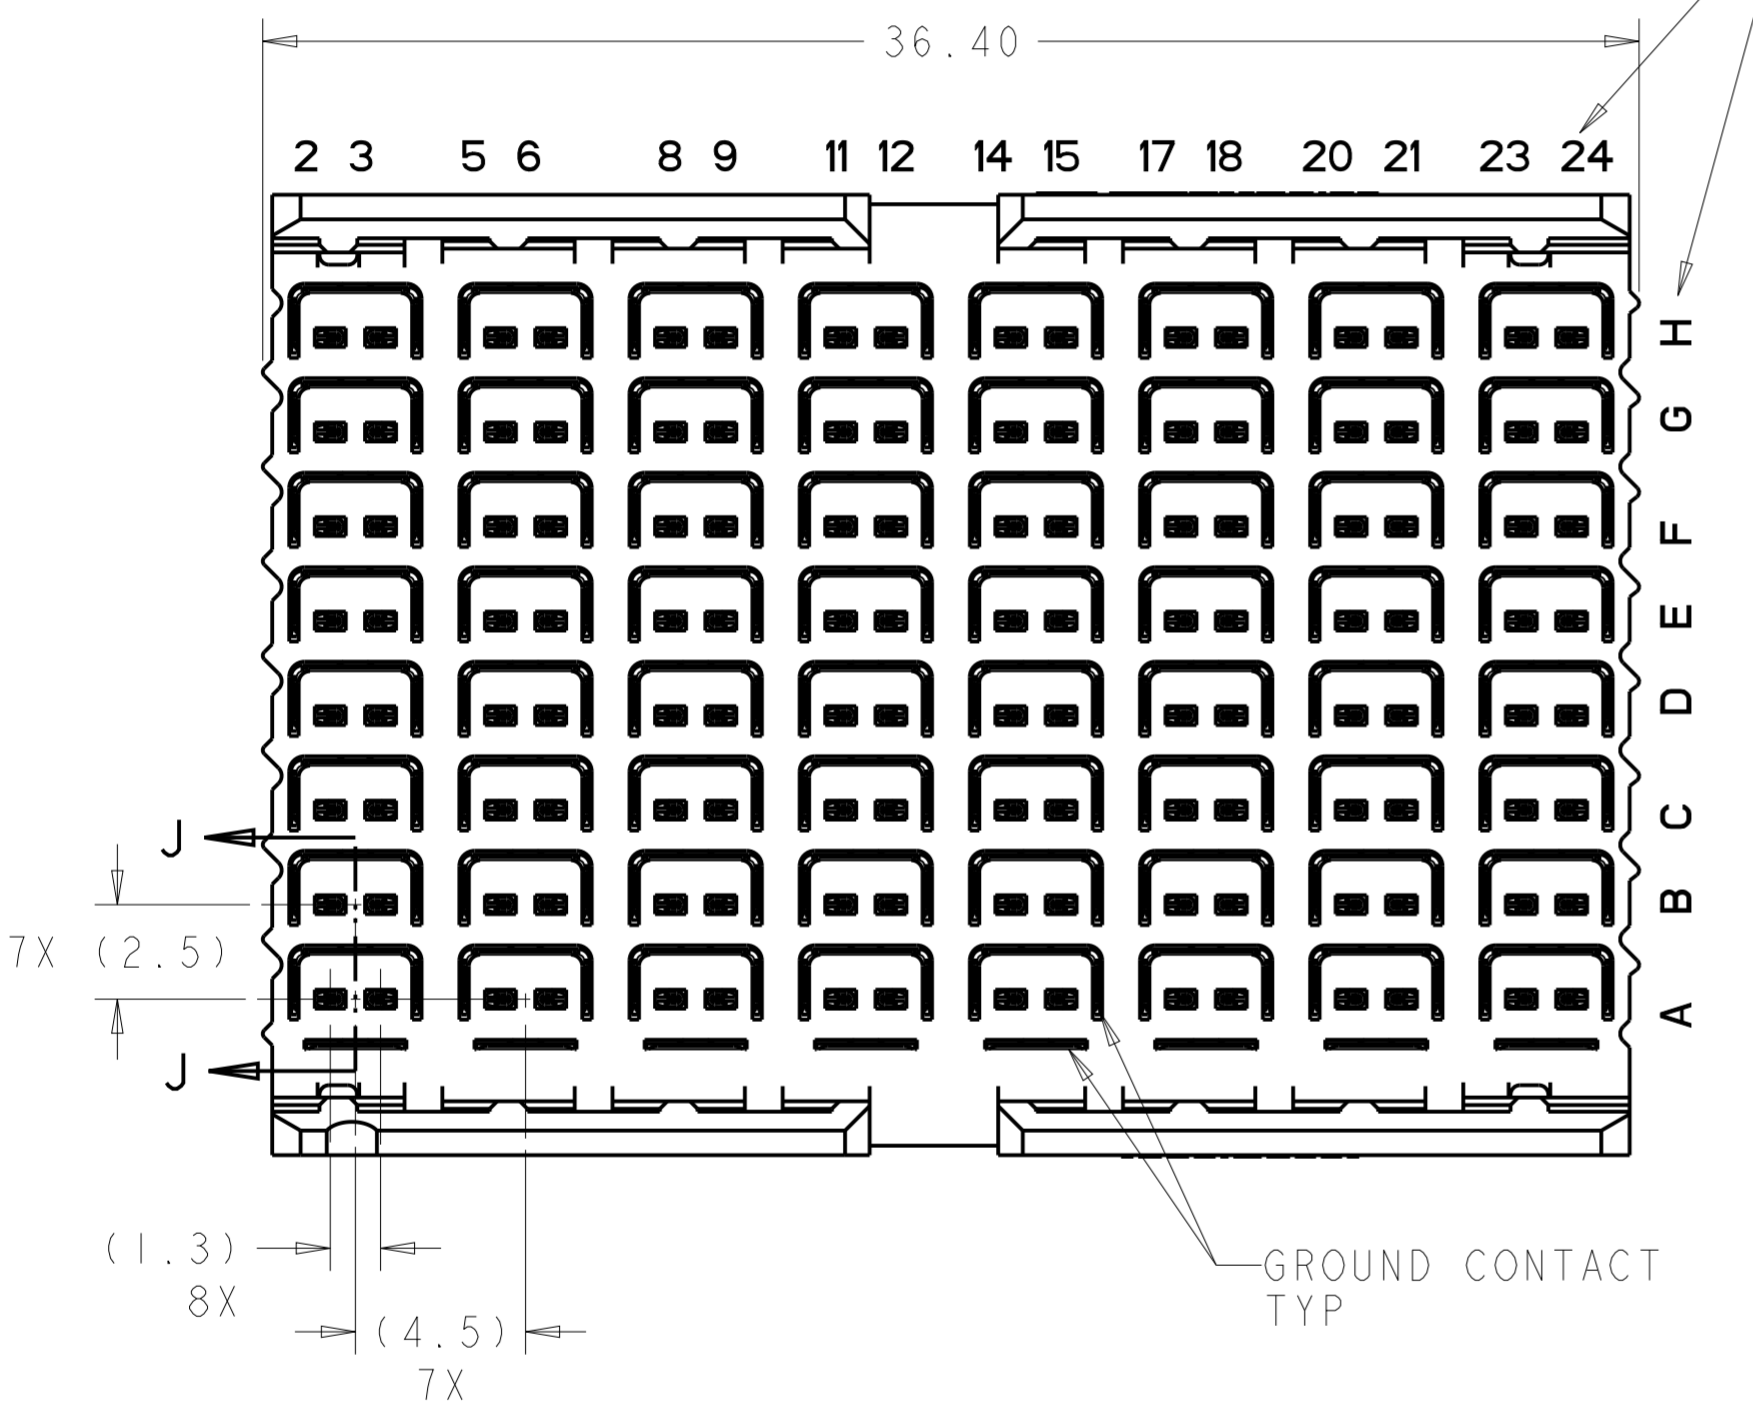 36.40
2 3 5 6 8 9 11 12 14 15 17 18 20 21 23 24
H
G
F
E
D
C
B
A
J
7X (2.5)
J
(1.3)
8X
(4.5)
7X
GROUND CONTACT
TYP